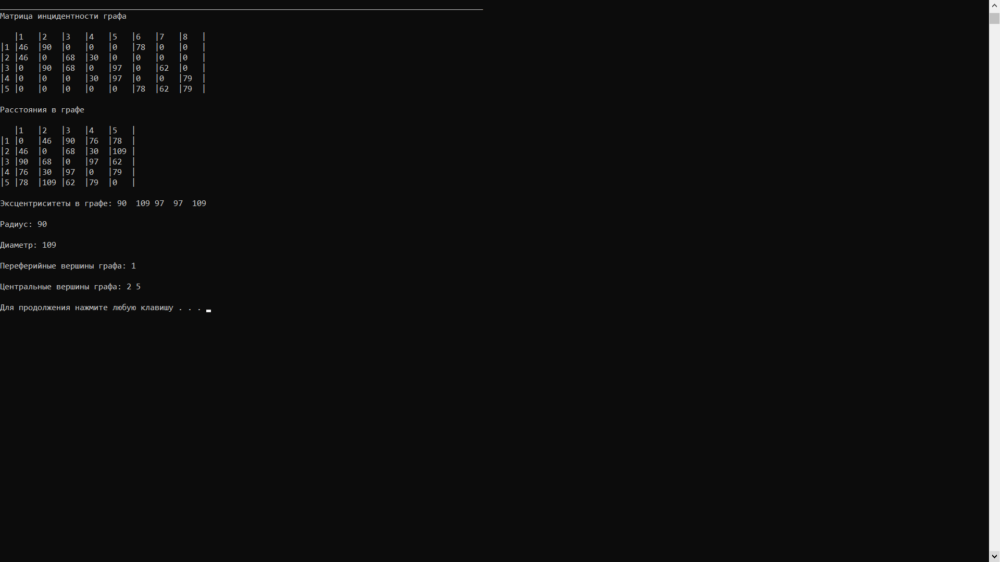 Матрица инцидентности графа
   |1   |2   |3   |4   |5   |6   |7   |8   |
|1 |46  |90  |0   |0   |0   |78  |0   |0   |
|2 |46  |0   |68  |30  |0   |0   |0   |0   |
|3 |0   |90  |68  |0   |97  |0   |62  |0   |
|4 |0   |0   |0   |30  |97  |0   |0   |79  |
|5 |0   |0   |0   |0   |0   |78  |62  |79  |
Расстояния в графе
   |1   |2   |3   |4   |5   |
|1 |0   |46  |90  |76  |78  |
|2 |46  |0   |68  |30  |109 |
|3 |90  |68  |0   |97  |62  |
|4 |76  |30  |97  |0   |79  |
|5 |78  |109 |62  |79  |0   |
Эксцентриситеты в графе: 90  109 97  97  109
Радиус: 90
Диаметр: 109
Переферийные вершины графа: 1
Центральные вершины графа: 2 5
Для продолжения нажмите любую клавишу . . .